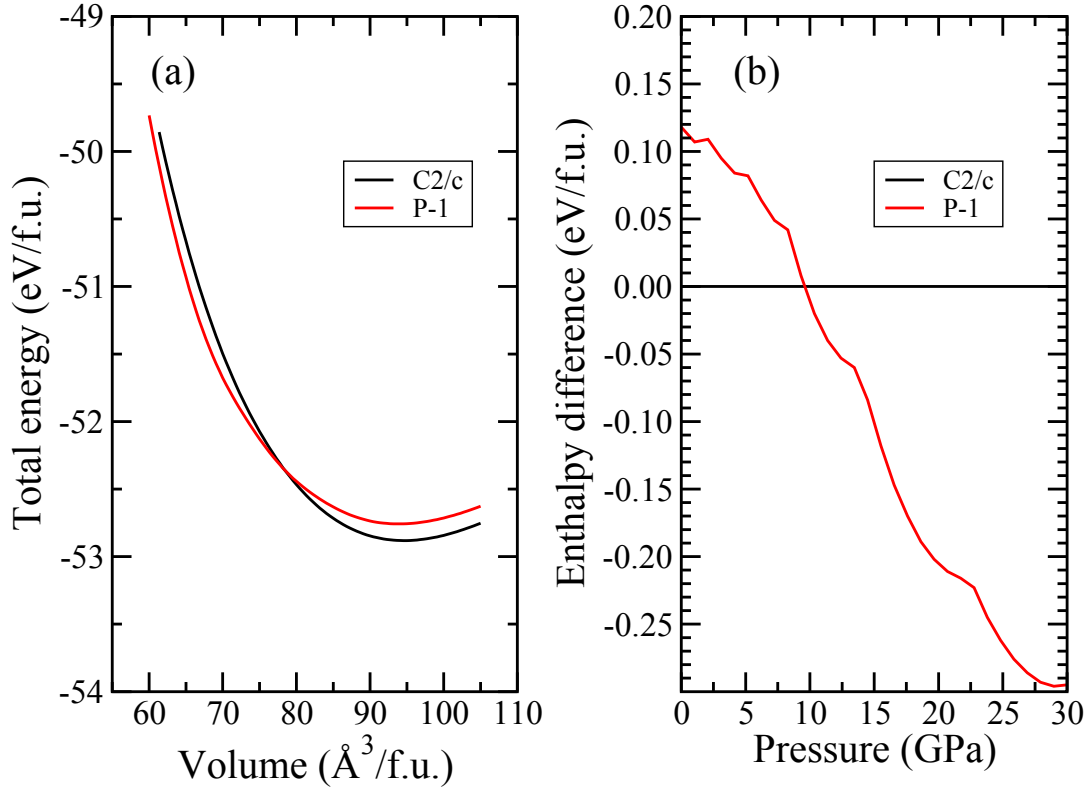 (a)
Total energy (eV/f.u.)
-49
-50
-51
-52
-53
-54
C2/c
P-1
60
70
80
90
100
110
Volume (Å³/f.u.)
(b)
Enthalpy difference (eV/f.u.)
0.20
0.15
0.10
0.05
0.00
-0.05
-0.10
-0.15
-0.20
-0.25
C2/c
P-1
0
5
10
15
20
25
30
Pressure (GPa)